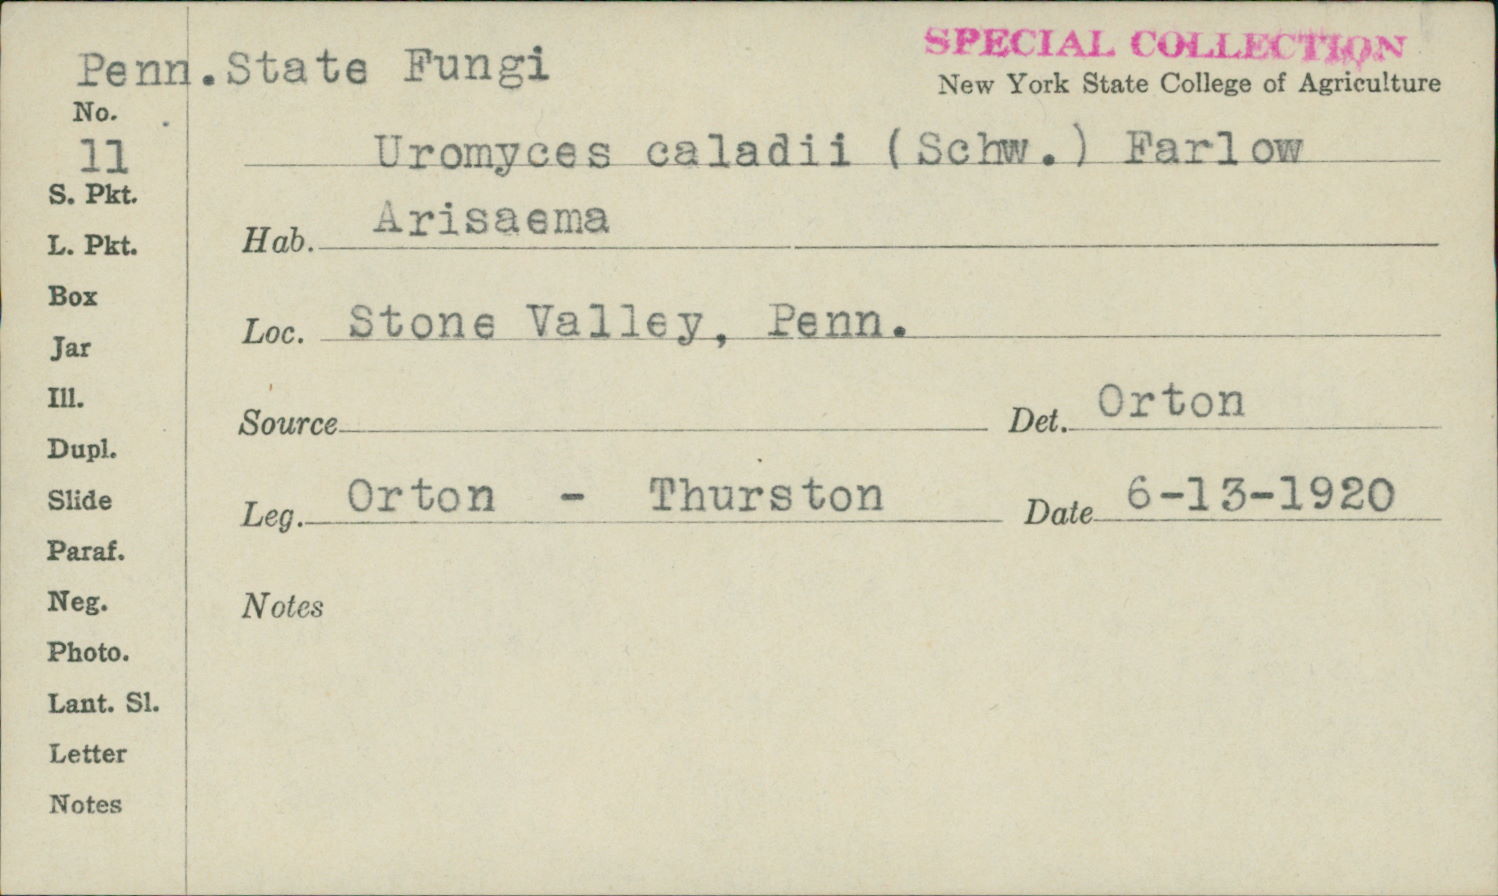 SPECIAL COLLECTION
Penn. State Fungi
New York State College of Agriculture
No.
11
Uromyces caladii (Schw.) Farlow
S. Pkt.
Hab. Arisaema
L. Pkt.
Box
Loc. Stone Valley, Penn.
Jar
Ill.
Source Det. Orton
Dupl.
Slide
Leg. Orton - Thurston Date 6-13-1920
Paraf.
Neg.
Notes
Photo.
Lant. Sl.
Letter
Notes